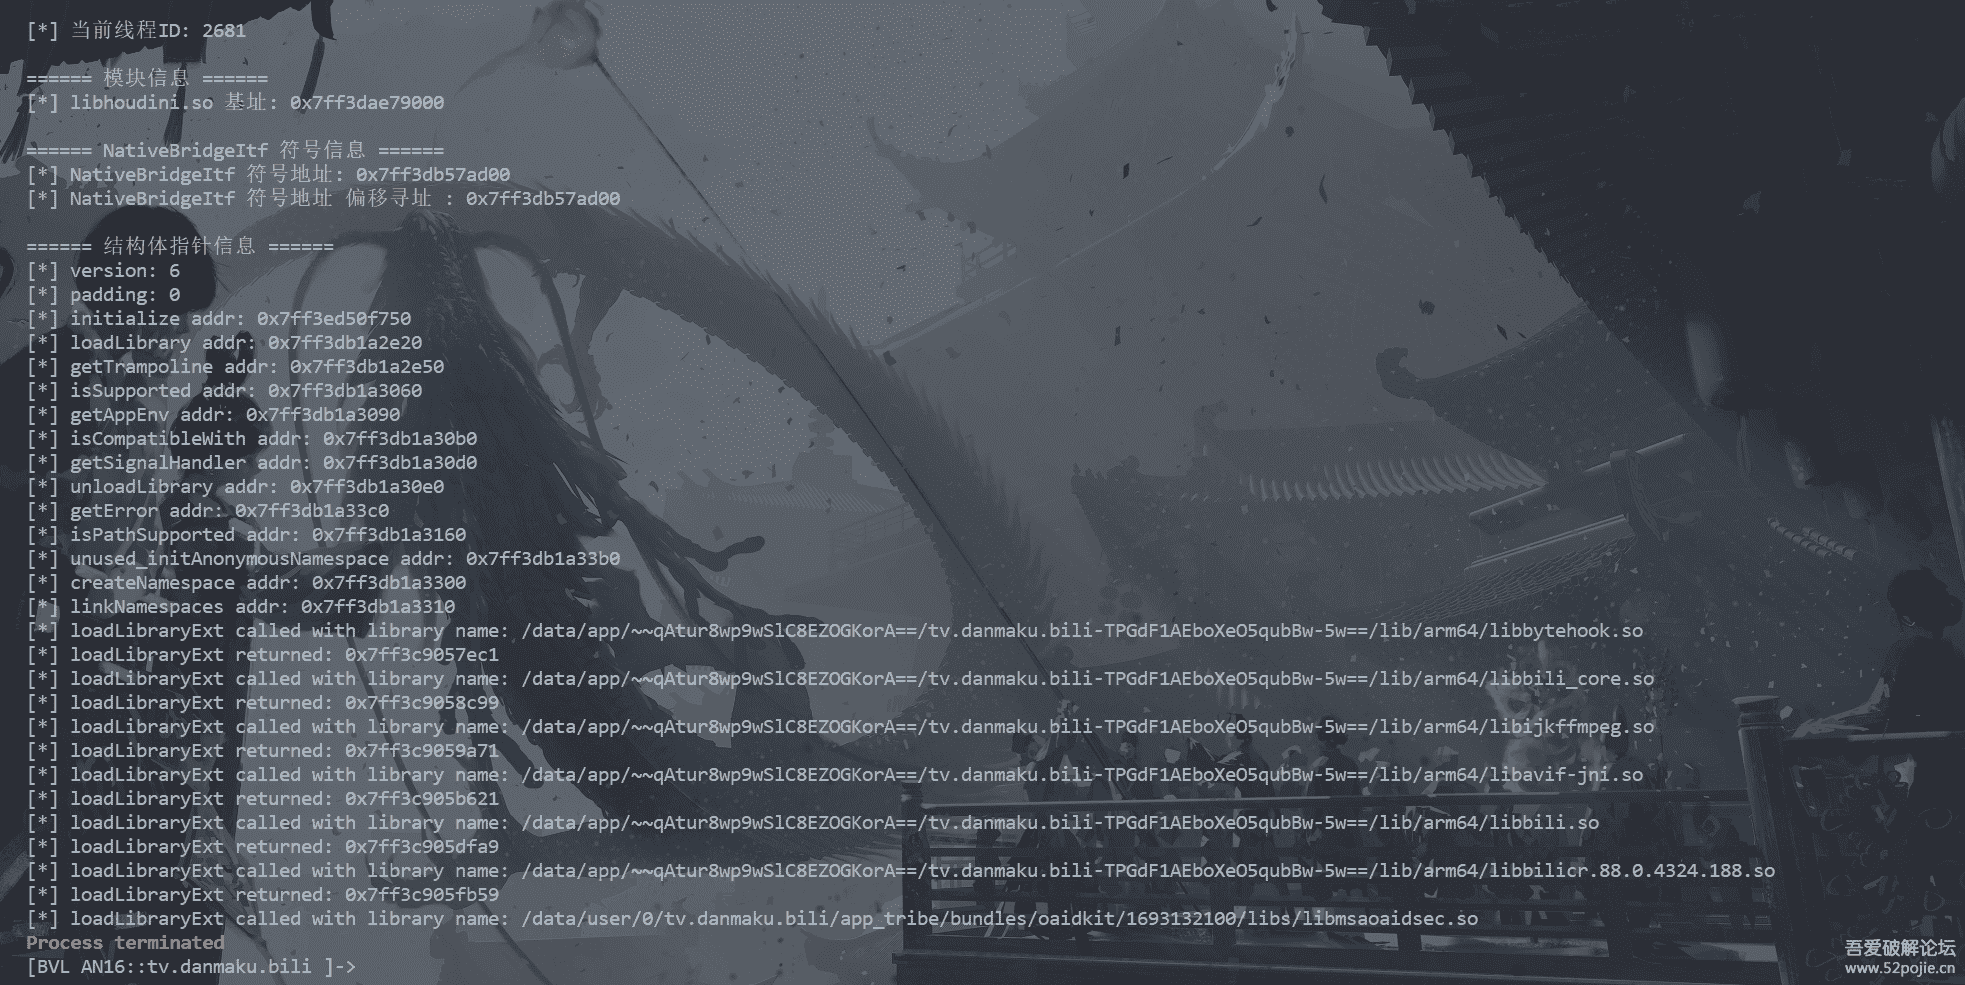 [*] 当前线程ID: 2681
====== 模块信息 ======
[*] libhoudini.so 基址: 0x7ff3dae79000
====== NativeBridgeItf 符号信息 ======
[*] NativeBridgeItf 符号地址: 0x7ff3db57ad00
[*] NativeBridgeItf 符号地址 偏移寻址 : 0x7ff3db57ad00
====== 结构体指针信息 ======
[*] version: 6
[*] padding: 0
[*] initialize addr: 0x7ff3ed50f750
[*] loadLibrary addr: 0x7ff3db1a2e20
[*] getTrampoline addr: 0x7ff3db1a2e50
[*] isSupported addr: 0x7ff3db1a3060
[*] getAppEnv addr: 0x7ff3db1a3090
[*] isCompatibleWith addr: 0x7ff3db1a30b0
[*] getSignalHandler addr: 0x7ff3db1a30d0
[*] unloadLibrary addr: 0x7ff3db1a30e0
[*] getError addr: 0x7ff3db1a33c0
[*] isPathSupported addr: 0x7ff3db1a3160
[*] unused_initAnonymousNamespace addr: 0x7ff3db1a33b0
[*] createNamespace addr: 0x7ff3db1a3300
[*] linkNamespaces addr: 0x7ff3db1a3310
[*] loadLibraryExt called with library name: /data/app/~~qAtur8wp9wSlC8EZOGKorA==/tv.danmaku.bili-TPGdF1AEboXeO5qubBw-5w==/lib/arm64/libbytehook.so
[*] loadLibraryExt returned: 0x7ff3c9057ec1
[*] loadLibraryExt called with library name: /data/app/~~qAtur8wp9wSlC8EZOGKorA==/tv.danmaku.bili-TPGdF1AEboXeO5qubBw-5w==/lib/arm64/libbili_core.so
[*] loadLibraryExt returned: 0x7ff3c9058c99
[*] loadLibraryExt called with library name: /data/app/~~qAtur8wp9wSlC8EZOGKorA==/tv.danmaku.bili-TPGdF1AEboXeO5qubBw-5w==/lib/arm64/libijkffmpeg.so
[*] loadLibraryExt returned: 0x7ff3c9059a71
[*] loadLibraryExt called with library name: /data/app/~~qAtur8wp9wSlC8EZOGKorA==/tv.danmaku.bili-TPGdF1AEboXeO5qubBw-5w==/lib/arm64/libavif-jni.so
[*] loadLibraryExt returned: 0x7ff3c905b621
[*] loadLibraryExt called with library name: /data/app/~~qAtur8wp9wSlC8EZOGKorA==/tv.danmaku.bili-TPGdF1AEboXeO5qubBw-5w==/lib/arm64/libbili.so
[*] loadLibraryExt returned: 0x7ff3c905dfa9
[*] loadLibraryExt called with library name: /data/app/~~qAtur8wp9wSlC8EZOGKorA==/tv.danmaku.bili-TPGdF1AEboXeO5qubBw-5w==/lib/arm64/libbilicr.88.0.4324.188.so
[*] loadLibraryExt returned: 0x7ff3c905fb59
[*] loadLibraryExt called with library name: /data/user/0/tv.danmaku.bili/app_tribe/bundles/oaidkit/1693132100/libs/libmsaoaidsec.so
Process terminated
[BVL AN16::tv.danmaku.bili ]->
吾爱破解论坛
www.52pojie.cn